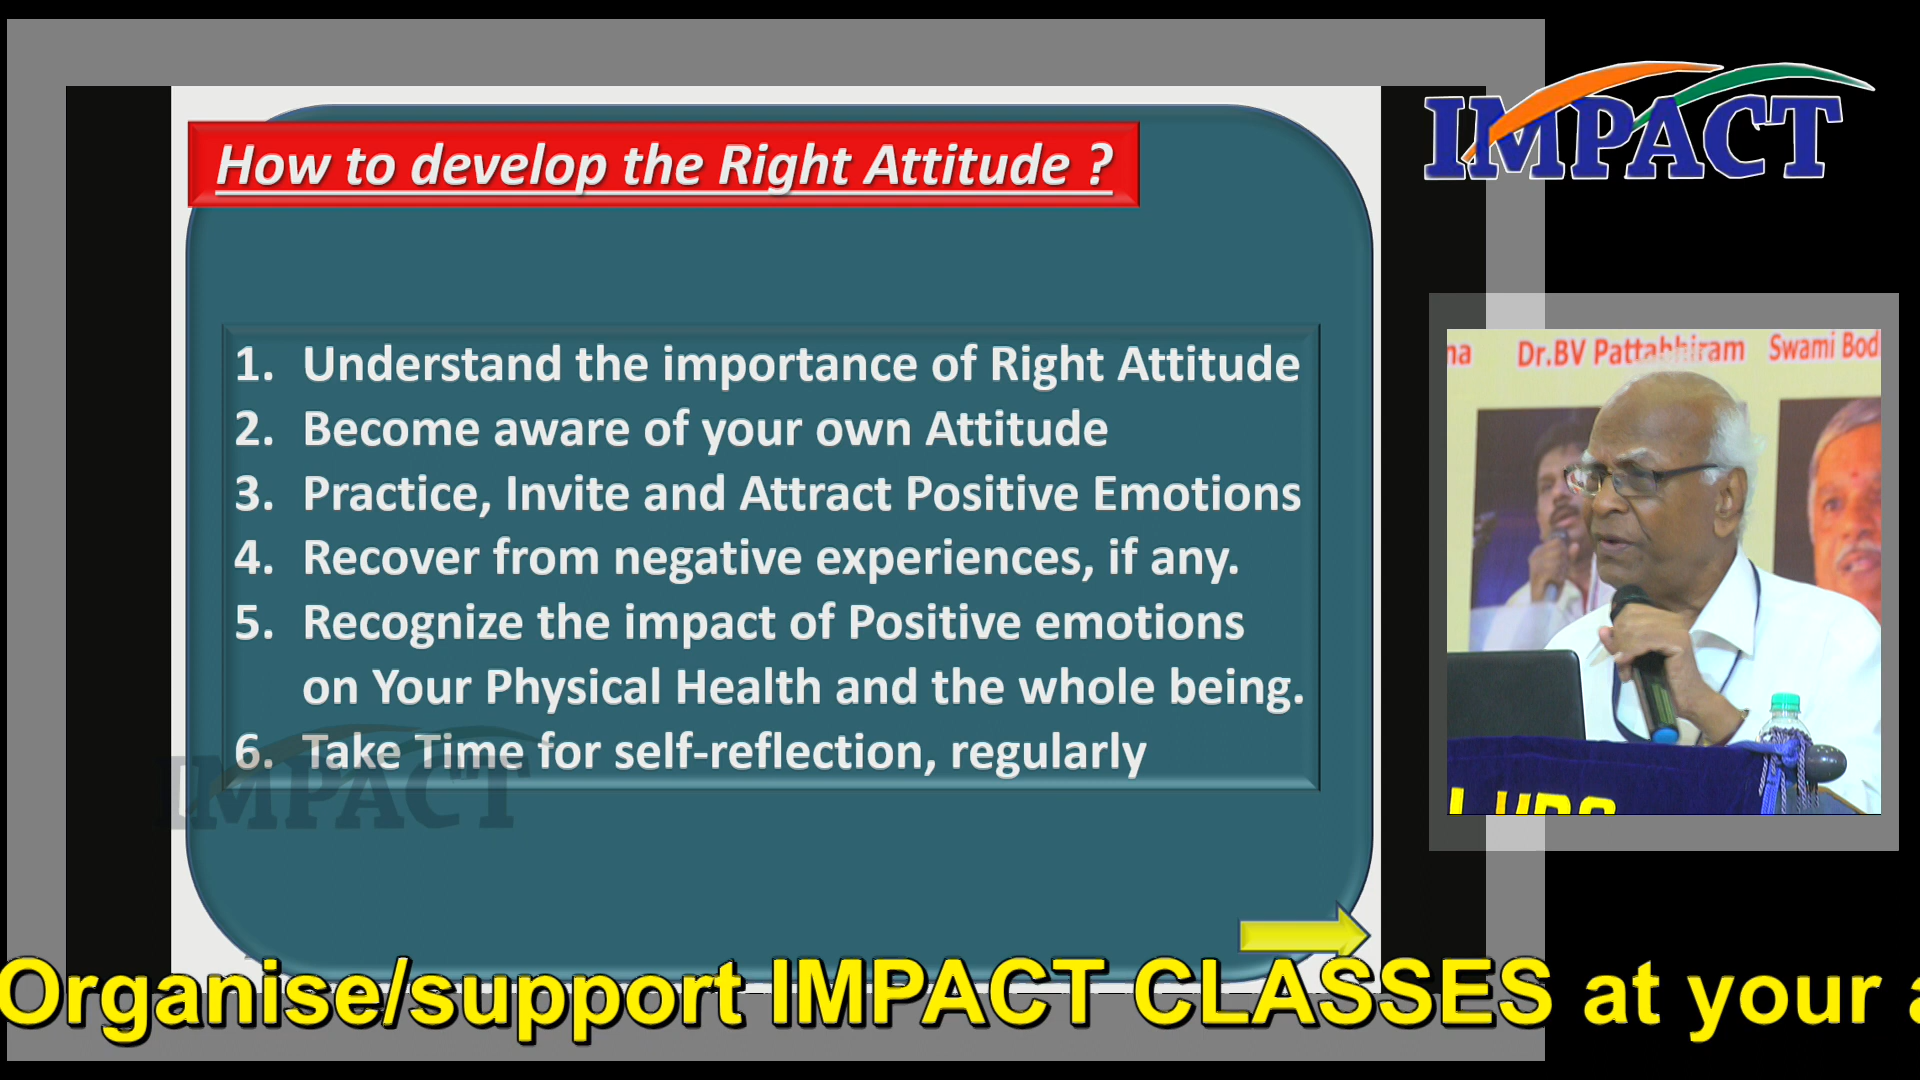 How to develop the Right Attitude ?
1. Understand the importance of Right Attitude
2. Become aware of your own Attitude
3. Practice, Invite and Attract Positive Emotions
4. Recover from negative experiences, if any.
5. Recognize the impact of Positive emotions
on Your Physical Health and the whole being.
6. Take Time for self-reflection, regularly
IMPACT
IMPACT
Dr.BV Pattabhiram
Swami Bod
Organise/support IMPACT CLASSES at your a